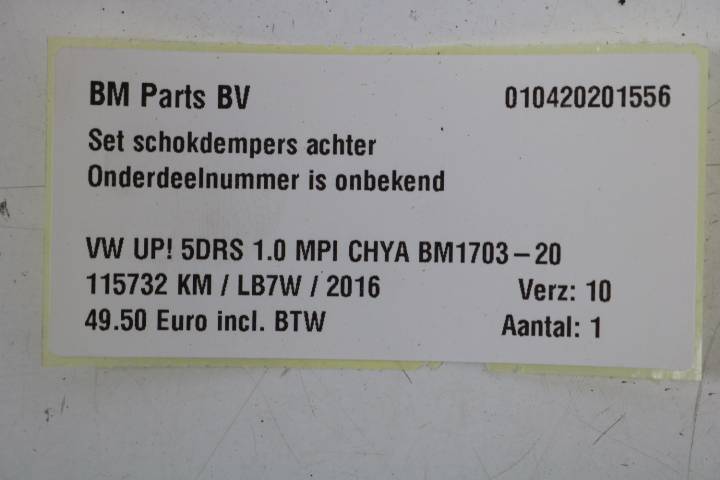 BM Parts BV 010420201556
Set schokdempers achter
Onderdeelnummer is onbekend
VW UP! 5DRS 1.0 MPI CHYA BM1703-20
115732 KM / LB7W / 2016 Verz: 10
49.50 Euro incl. BTW Aantal: 1